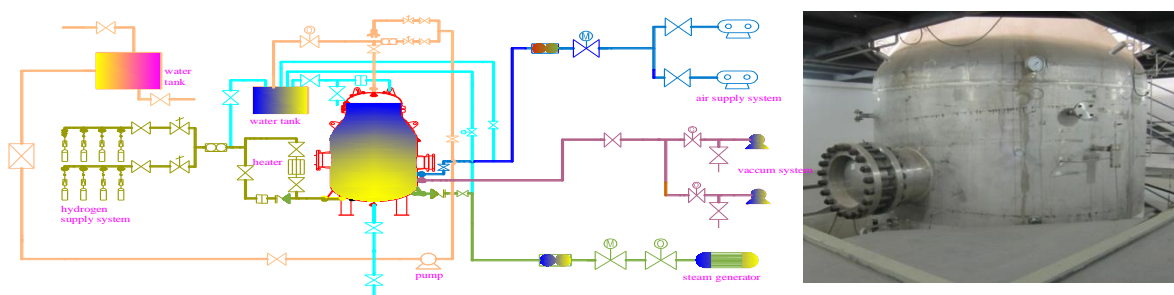 water
tank
water tank
air supply system
heater
vaccum system
hydrogen
supply system
pump
steam generator
M
M
O
O
O
O